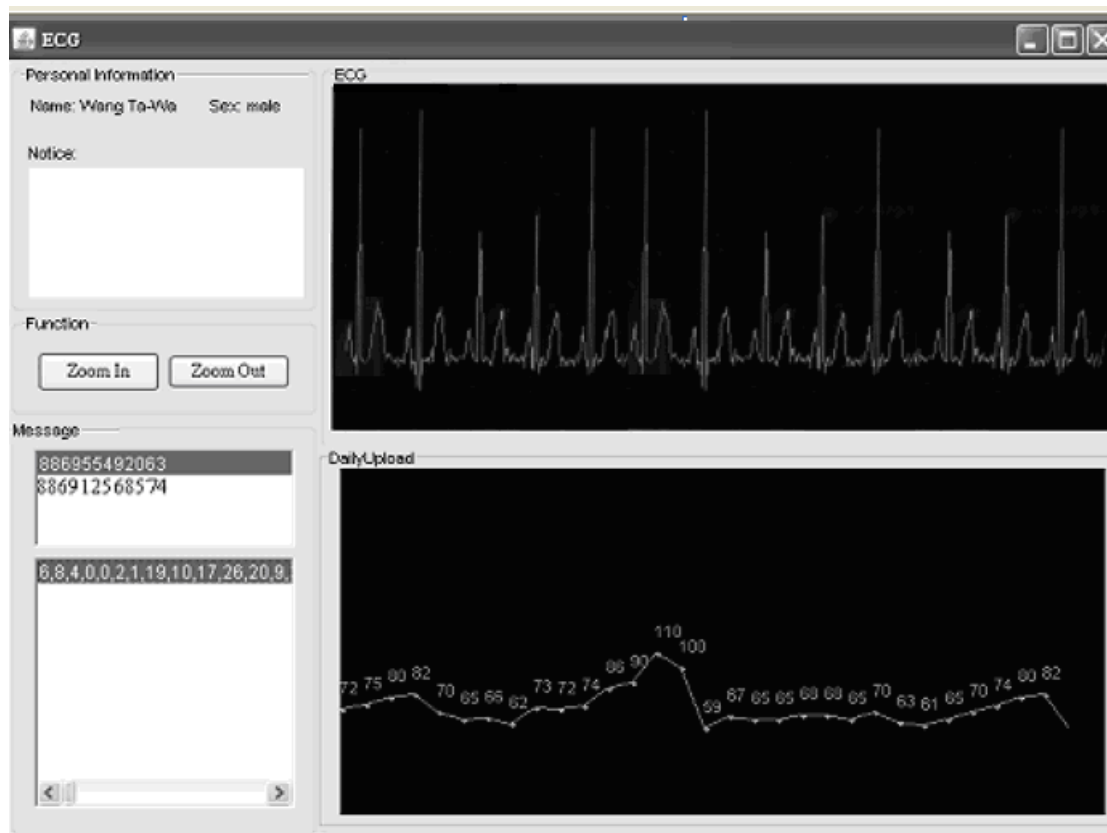 ECG
Personal Information
Name: Wang Ta-Wa Sex: male
Notice:
Function
Zoom In Zoom Out
Message
886955492063
886912568574
6,8,4,0,0,2,1,19,10,17,26,20,9,
ECG
DailyUpload
72 75 80 82 70 65 66 62 73 72 74 86 90 110 100 59 67 65 65 68 68 65 70 63 61 65 70 74 80 82